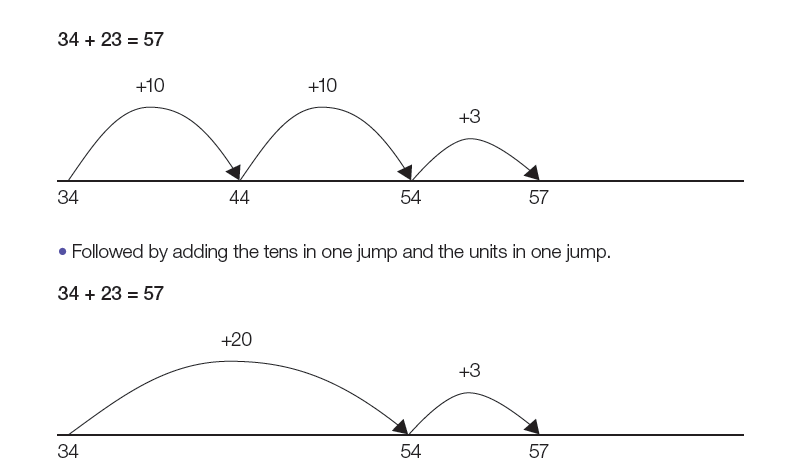 34 + 23 = 57
+10 +10 +3
34 44 54 57
• Followed by adding the tens in one jump and the units in one jump.
34 + 23 = 57
+20 +3
34 54 57